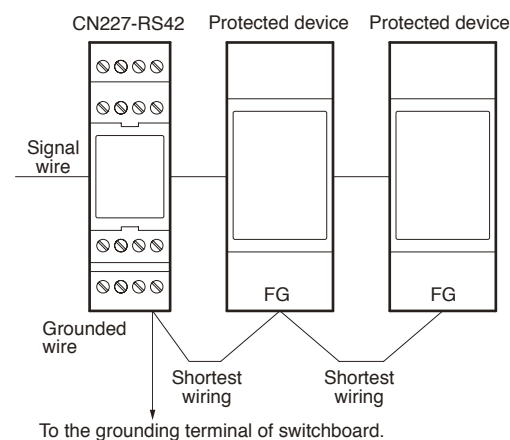 CN227-RS42 Protected device Protected device
Signal
wire
FG FG
Grounded
wire
Shortest
wiring
Shortest
wiring
To the grounding terminal of switchboard.